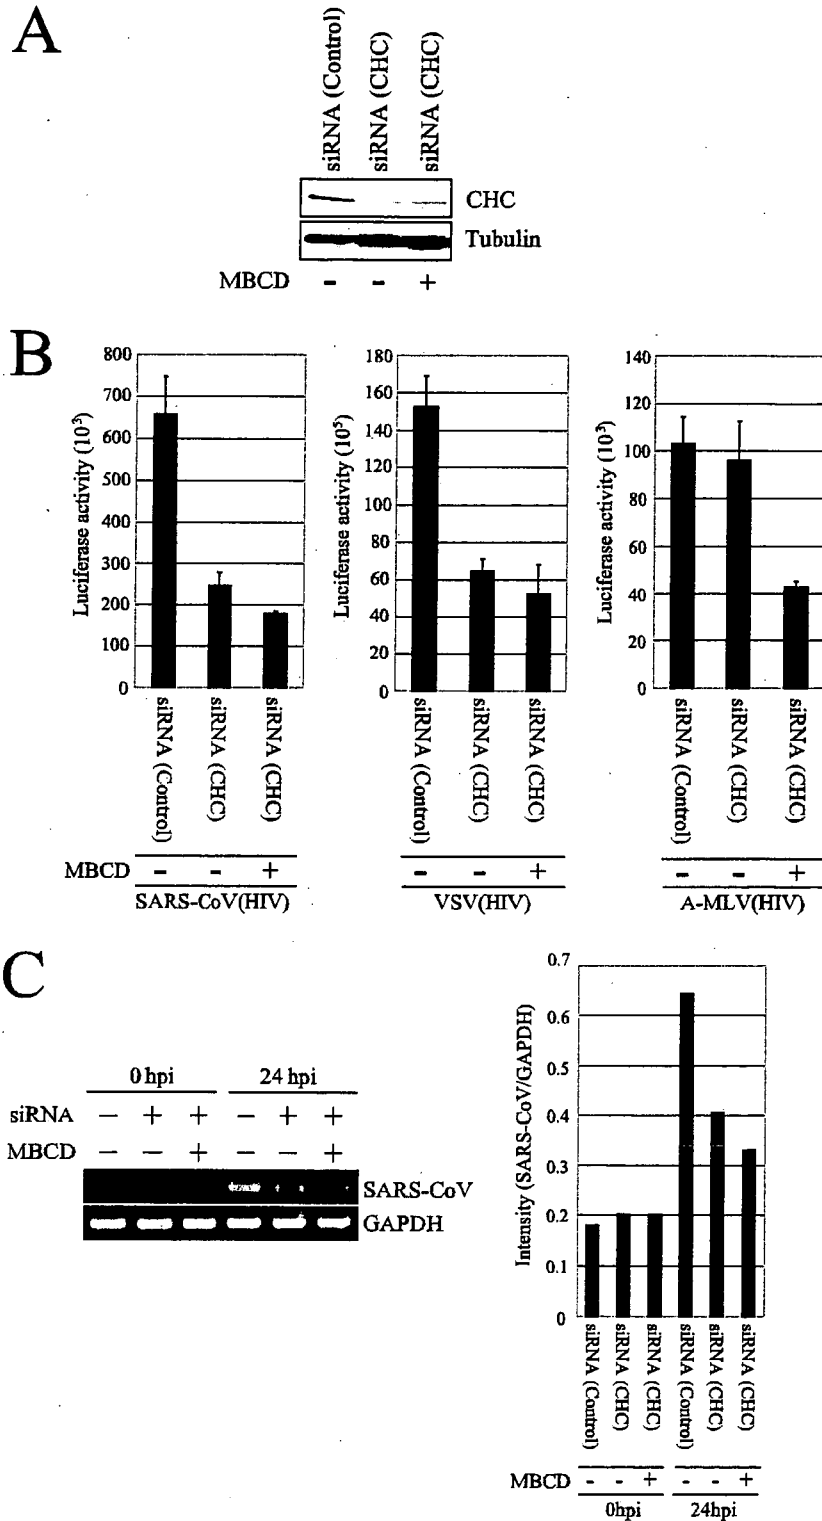 A
siRNA (Control)
siRNA (CHC)
siRNA (CHC)
CHC
Tubulin
MBCD - - +
B
Luciferase activity (10³)
800
700
600
500
400
300
200
100
0
siRNA (Control)
siRNA (CHC)
siRNA (CHC)
MBCD - - +
SARS-CoV(HIV)
Luciferase activity (10⁵)
180
160
140
120
100
80
60
40
20
0
siRNA (Control)
siRNA (CHC)
siRNA (CHC)
- - +
VSV(HIV)
Luciferase activity (10³)
140
120
100
80
60
40
20
0
siRNA (Control)
siRNA (CHC)
siRNA (CHC)
- - +
A-MLV(HIV)
C
0 hpi 24 hpi
siRNA - + + - + +
MBCD - - + - - +
SARS-CoV
GAPDH
Intensity (SARS-CoV/GAPDH)
0.7
0.6
0.5
0.4
0.3
0.2
0.1
0
siRNA (Control)
siRNA (CHC)
siRNA (CHC)
siRNA (Control)
siRNA (CHC)
siRNA (CHC)
MBCD - - + - - +
0hpi 24hpi